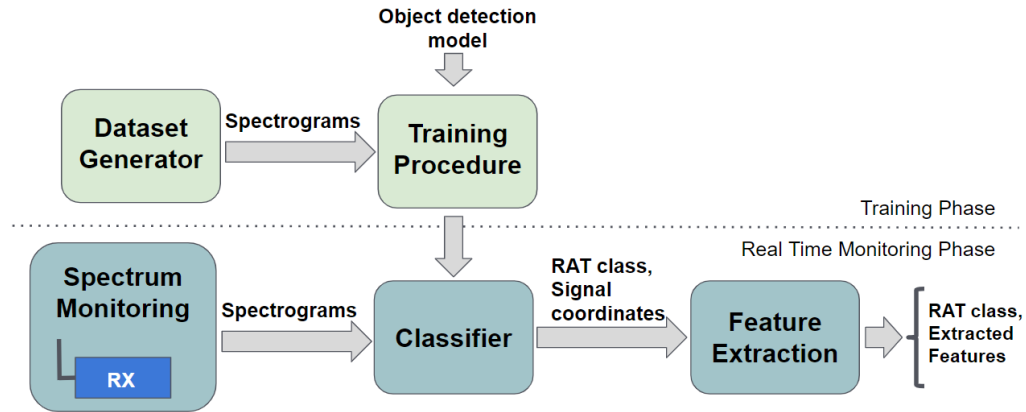 Object detection
model
Dataset
Generator
Spectrograms
Training
Procedure
Training Phase
Real Time Monitoring Phase
Spectrum
Monitoring
RX
Spectrograms
Classifier
RAT class,
Signal
coordinates
Feature
Extraction
RAT class,
Extracted
Features